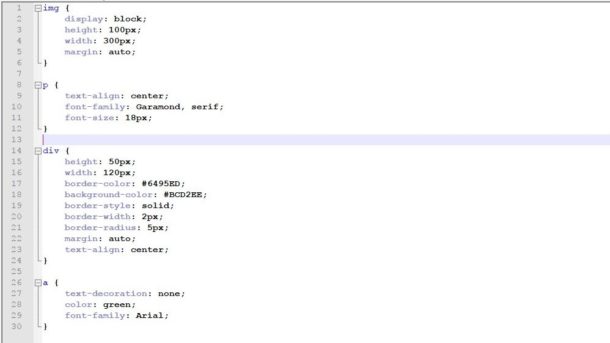 1 img {
2 display: block;
3 height: 100px;
4 width: 300px;
5 margin: auto;
6 }
7
8 p {
9 text-align: center;
10 font-family: Garamond, serif;
11 font-size: 18px;
12 }
13
14 div {
15 height: 50px;
16 width: 120px;
17 border-color: #6495ED;
18 background-color: #BCD2EE;
19 border-style: solid;
20 border-width: 2px;
21 border-radius: 5px;
22 margin: auto;
23 text-align: center;
24 }
25
26 a {
27 text-decoration: none;
28 color: green;
29 font-family: Arial;
30 }